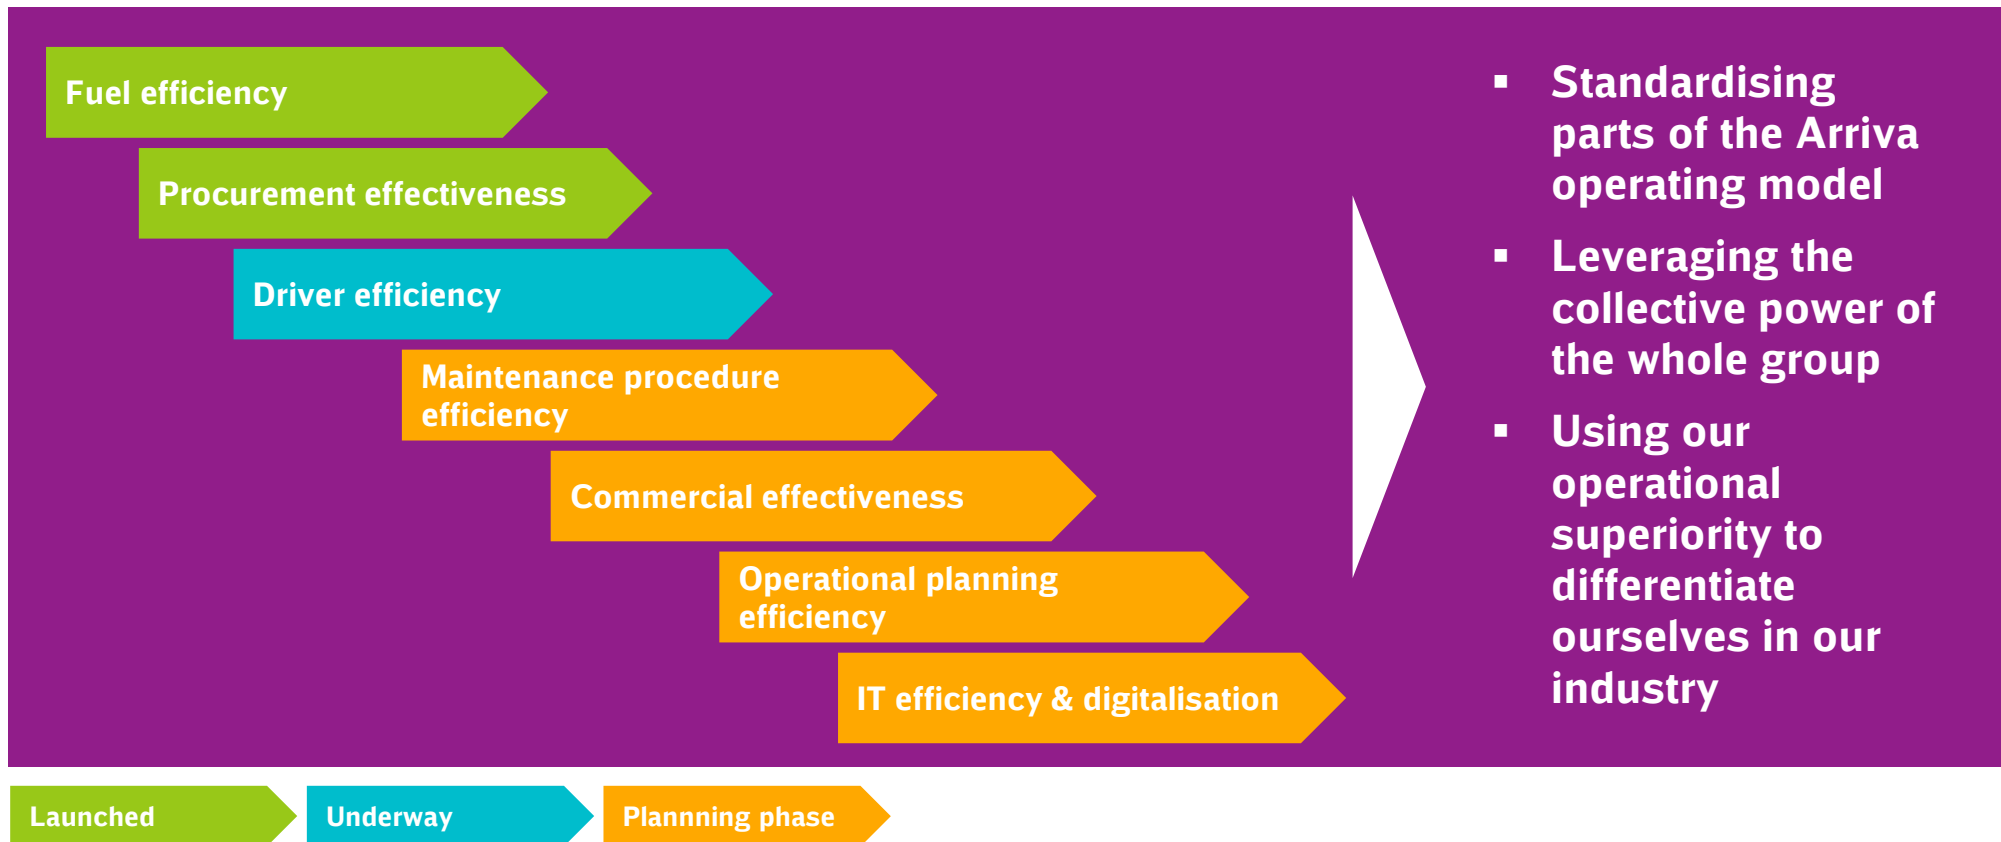 Fuel efficiency
Procurement effectiveness
Driver efficiency
Maintenance procedure
efficiency
Commercial effectiveness
Operational planning
efficiency
IT efficiency & digitalisation
▪ Standardising
parts of the Arriva
operating model
▪ Leveraging the
collective power of
the whole group
▪ Using our
operational
superiority to
differentiate
ourselves in our
industry
Launched
Underway
Plannning phase